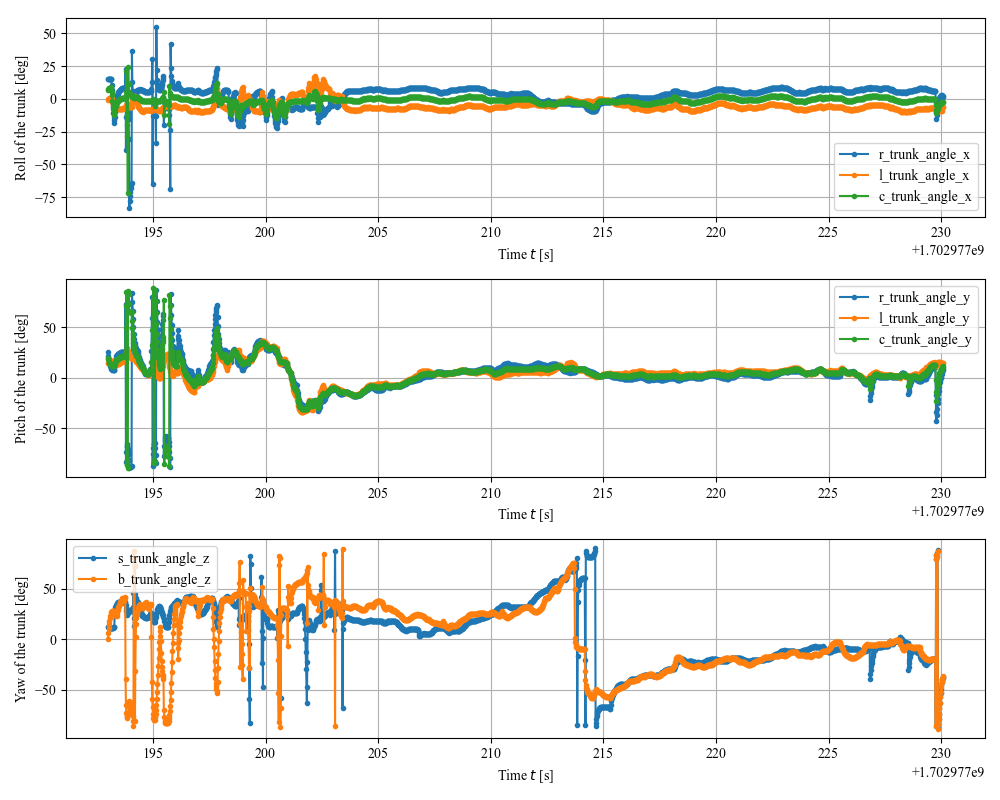 Roll of the trunk [deg]
50
25
0
−25
−50
−75
r_trunk_angle_x
l_trunk_angle_x
c_trunk_angle_x
195 200 205 210 215 220 225 230
Time t [s]
+1.702977e9
Pitch of the trunk [deg]
50
0
−50
r_trunk_angle_y
l_trunk_angle_y
c_trunk_angle_y
195 200 205 210 215 220 225 230
Time t [s]
+1.702977e9
Yaw of the trunk [deg]
50
0
−50
s_trunk_angle_z
b_trunk_angle_z
195 200 205 210 215 220 225 230
Time t [s]
+1.702977e9